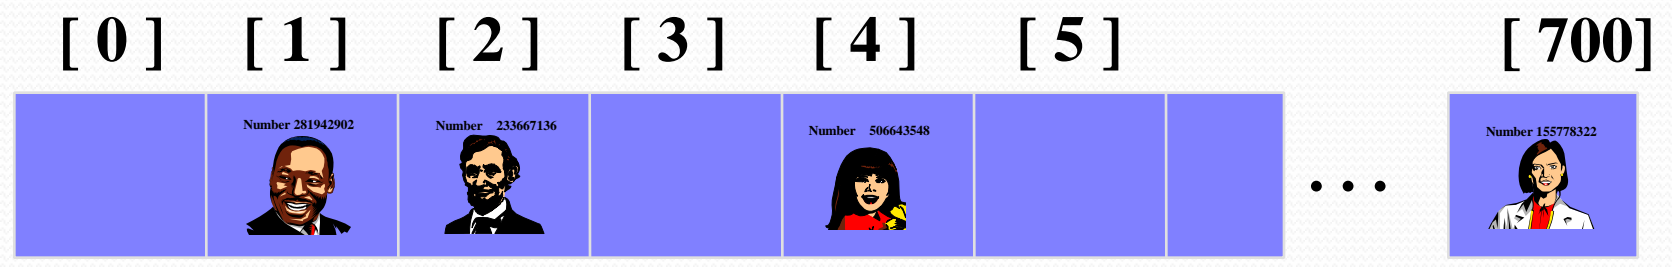 [ 0 ] [ 1 ] [ 2 ] [ 3 ] [ 4 ] [ 5 ] [ 700]
Number 281942902
Number 233667136
Number 506643548
Number 155778322
...